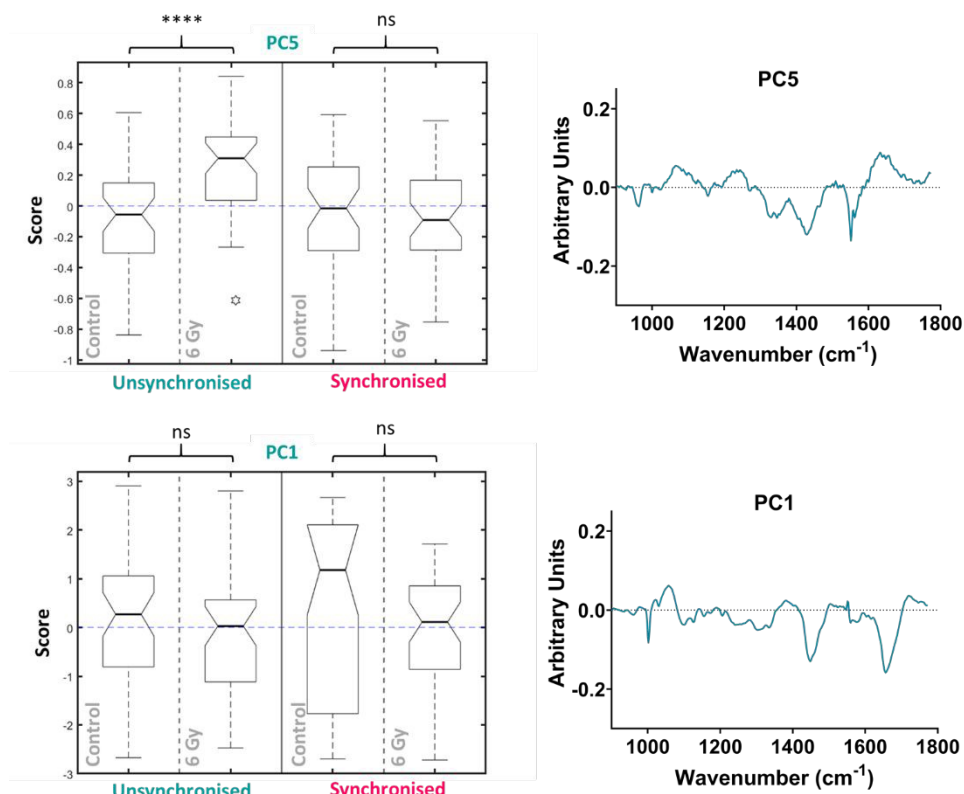 **** PC5 ns
0.8
0.6
0.4
0.2
0
-0.2
-0.4
-0.6
-0.8
-1
Score
Control
6 Gy
Control
6 Gy
Unsynchronised Synchronised
PC5
0.2
0.0
-0.2
Arbitrary Units
1000 1200 1400 1600 1800
Wavenumber (cm-1)
ns PC1 ns
3
2
1
0
-1
-2
-3
Score
Control
6 Gy
Control
6 Gy
Unsynchronised Synchronised
PC1
0.2
0.0
-0.2
Arbitrary Units
1000 1200 1400 1600 1800
Wavenumber (cm-1)